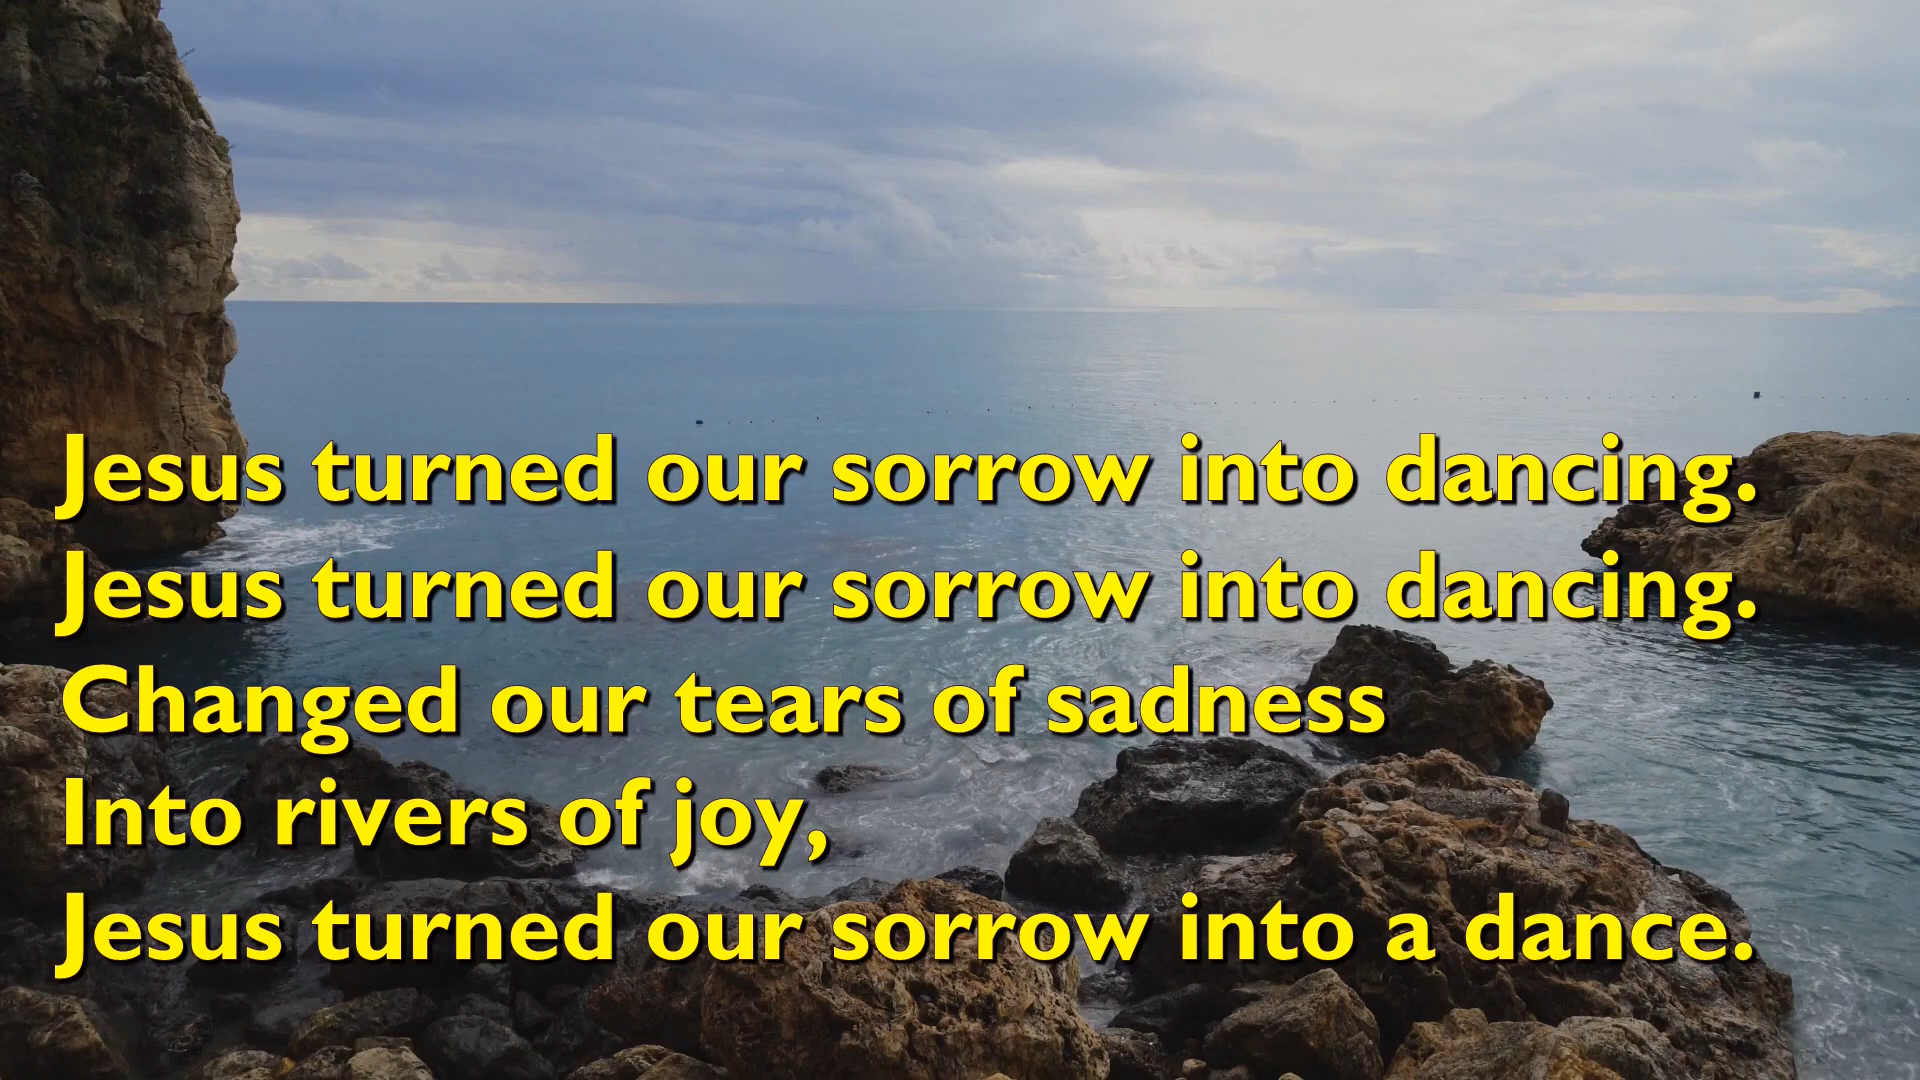 Jesus turned our sorrow into dancing.
Jesus turned our sorrow into dancing.
Changed our tears of sadness
Into rivers of joy,
Jesus turned our sorrow into a dance.